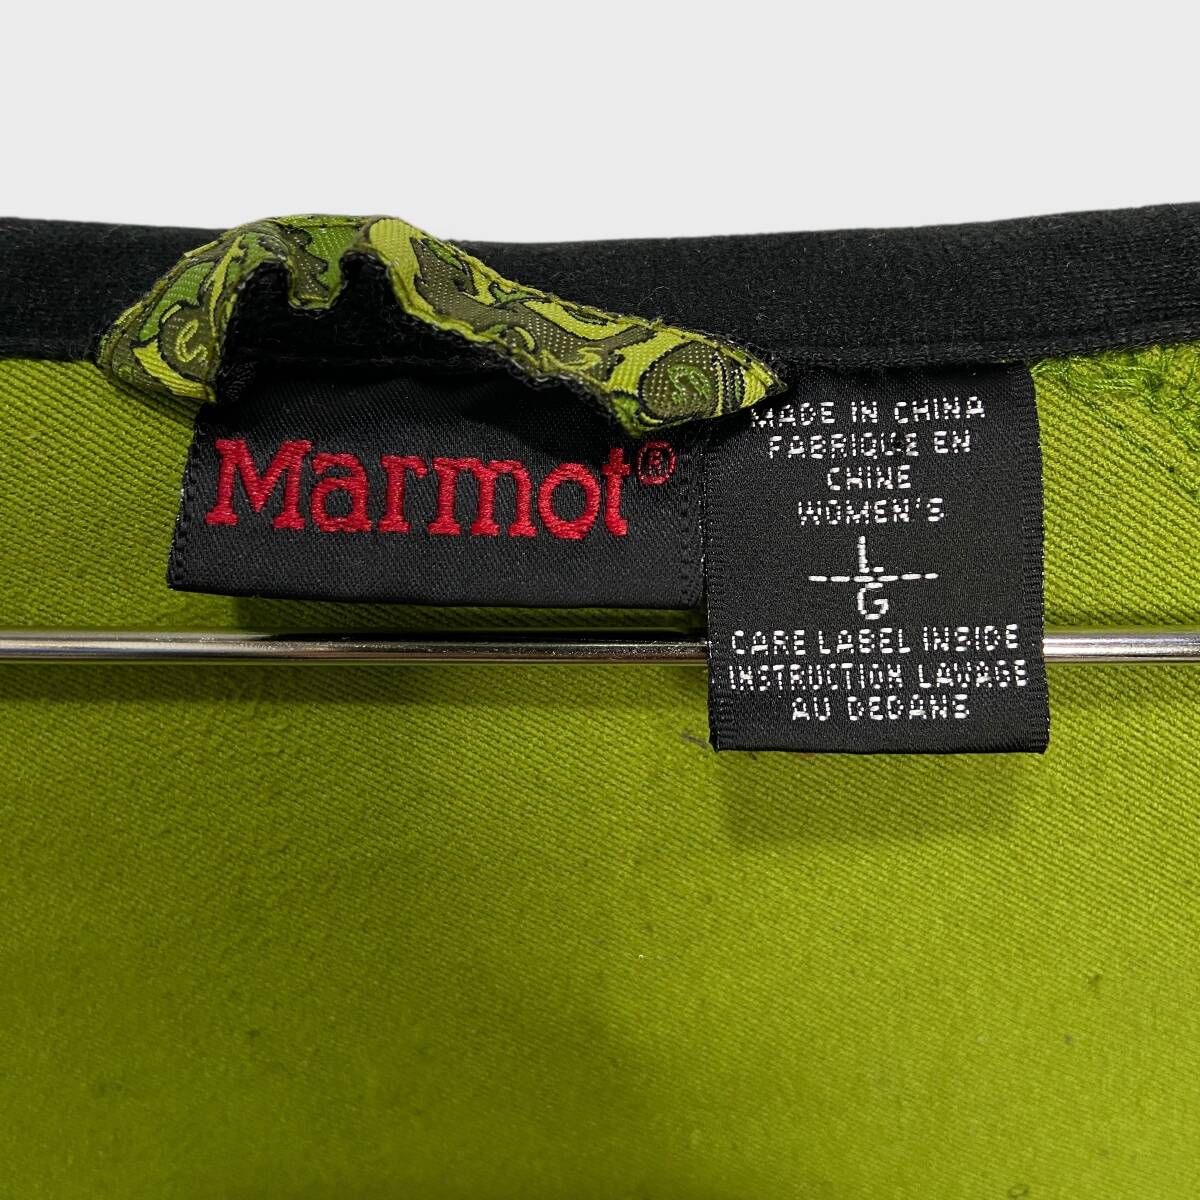 Marmot®
MADE IN CHINA
FABRIQUE EN
CHINE
WOMEN'S
L
G
CARE LABEL INSIDE
INSTRUCTION LAVAGE
AU DEDANE